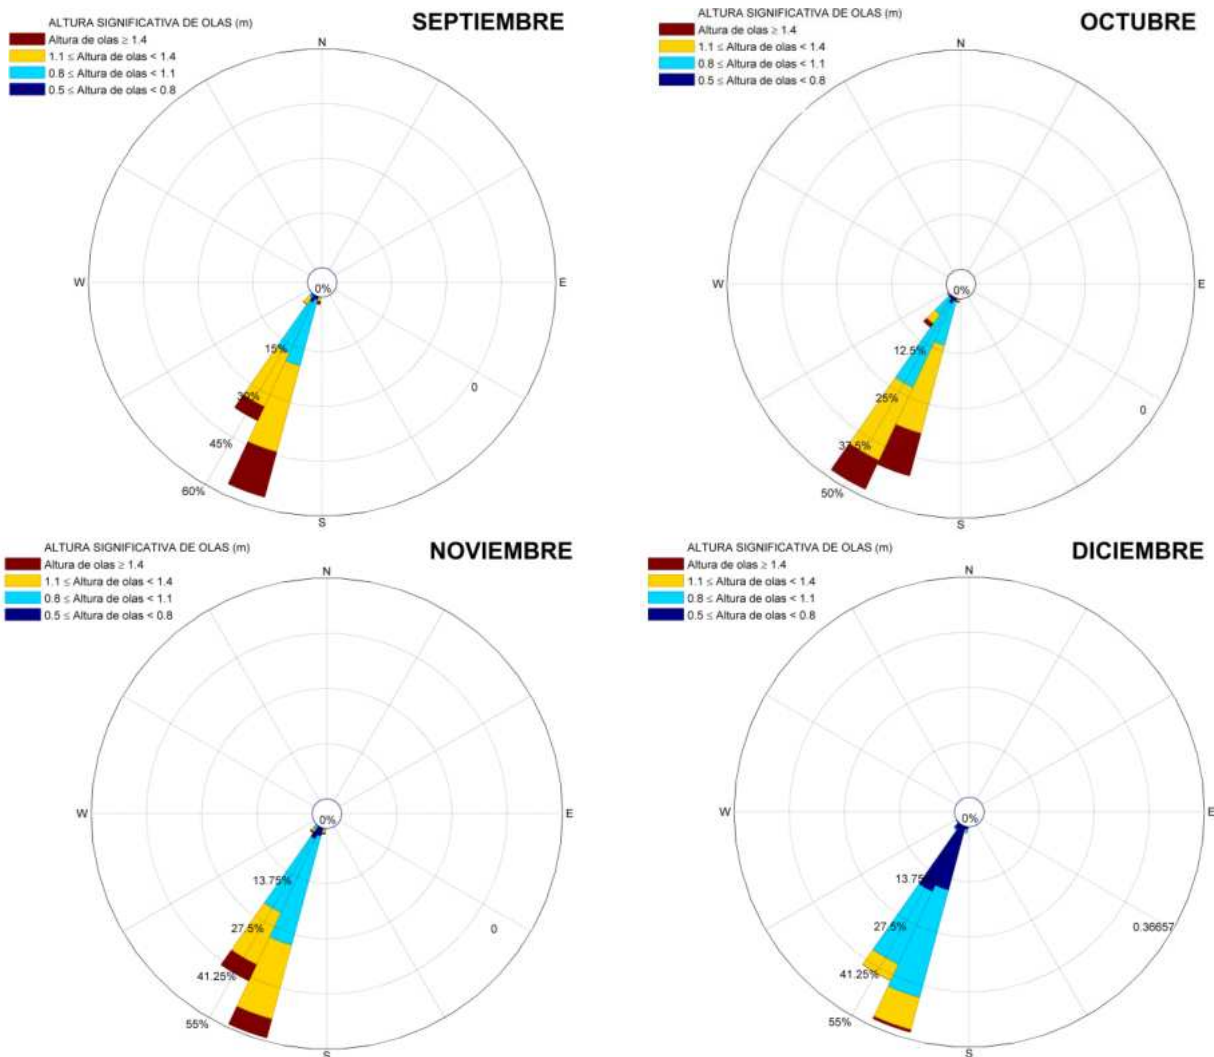 ALTURA SIGNIFICATIVA DE OLAS (m)
SEPTIEMBRE
Altura de olas ≥ 1.4
1.1 ≤ Altura de olas < 1.4
0.8 ≤ Altura de olas < 1.1
0.5 ≤ Altura de olas < 0.8
N
W
E
S
0%
15%
30%
45%
60%
0
ALTURA SIGNIFICATIVA DE OLAS (m)
OCTUBRE
Altura de olas ≥ 1.4
1.1 ≤ Altura de olas < 1.4
0.8 ≤ Altura de olas < 1.1
0.5 ≤ Altura de olas < 0.8
N
W
E
S
0%
12.5%
25%
37.5%
50%
0
ALTURA SIGNIFICATIVA DE OLAS (m)
NOVIEMBRE
Altura de olas ≥ 1.4
1.1 ≤ Altura de olas < 1.4
0.8 ≤ Altura de olas < 1.1
0.5 ≤ Altura de olas < 0.8
N
W
E
S
0%
13.75%
27.5%
41.25%
55%
0
ALTURA SIGNIFICATIVA DE OLAS (m)
DICIEMBRE
Altura de olas ≥ 1.4
1.1 ≤ Altura de olas < 1.4
0.8 ≤ Altura de olas < 1.1
0.5 ≤ Altura de olas < 0.8
N
W
E
S
0%
13.75%
27.5%
41.25%
55%
0.36657